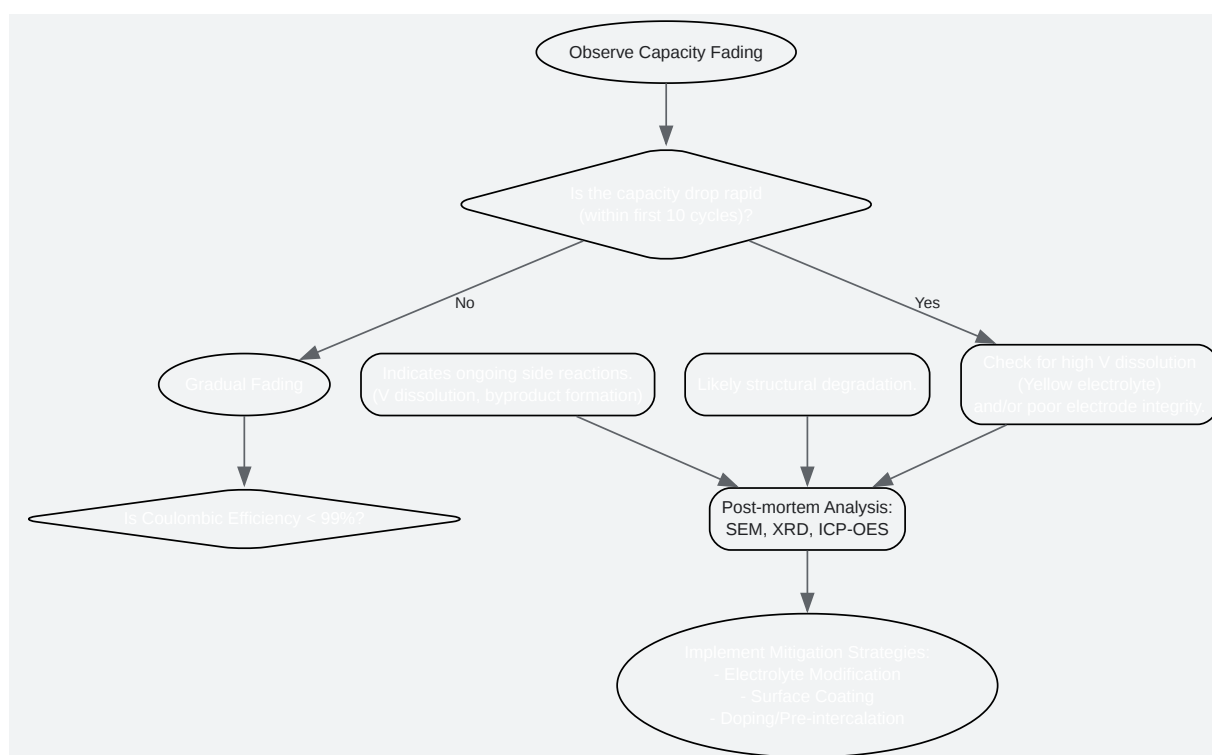 Observe Capacity Fading
Is the capacity drop rapid
(within first 10 cycles)?
No
Yes
Gradual Fading
Indicates ongoing side reactions.
(V dissolution, byproduct formation)
Likely structural degradation.
Check for high V dissolution
(Yellow electrolyte)
and/or poor electrode integrity.
Is Coulombic Efficiency < 99%?
Post-mortem Analysis:
SEM, XRD, ICP-OES
Implement Mitigation Strategies:
- Electrolyte Modification
- Surface Coating
- Doping/Pre-intercalation